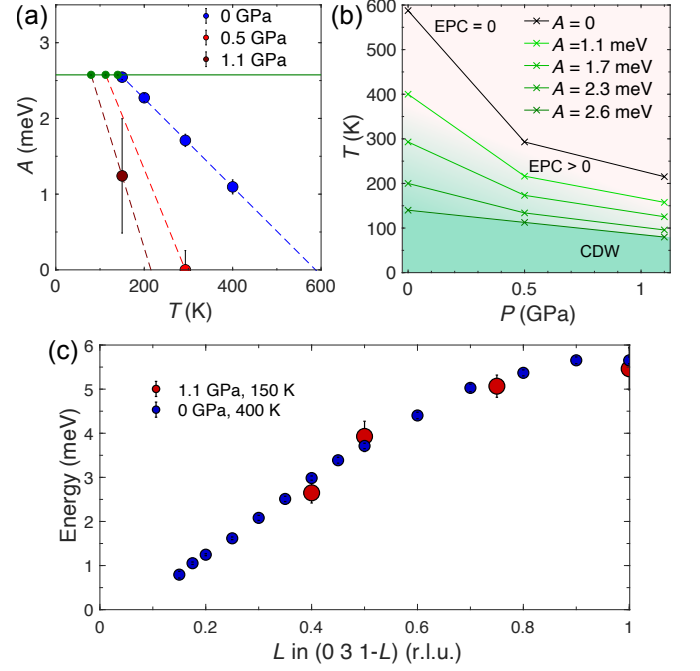 (a)
0 GPa
0.5 GPa
1.1 GPa
A (meV)
3
2
1
0
0
200
400
600
T (K)
(b)
EPC = 0
A = 0
A =1.1 meV
A = 1.7 meV
A = 2.3 meV
A = 2.6 meV
EPC > 0
CDW
T (K)
600
500
400
300
200
100
0
0
0.5
1
P (GPa)
(c)
1.1 GPa, 150 K
0 GPa, 400 K
Energy (meV)
6
5
4
3
2
1
0
0
0.2
0.4
0.6
0.8
1
L in (0 3 1-L) (r.l.u.)